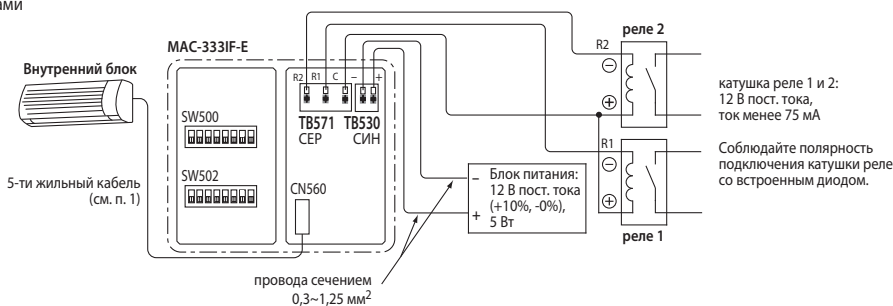 ами
MAC-333IF-E
Внутренний блок
5-ти жильный кабель
(см. п. 1)
SW500
SW502
R2 R1 C − +
TB571 TB530
СЕР СИН
CN560
провода сечением
0,3~1,25 мм2
− Блок питания:
12 В пост. тока
+ (+10%, -0%),
5 Вт
реле 2
R2
−
+
R1
−
+
реле 1
катушка реле 1 и 2:
12 В пост. тока,
ток менее 75 мА
Соблюдайте полярность
подключения катушки реле
со встроенным диодом.